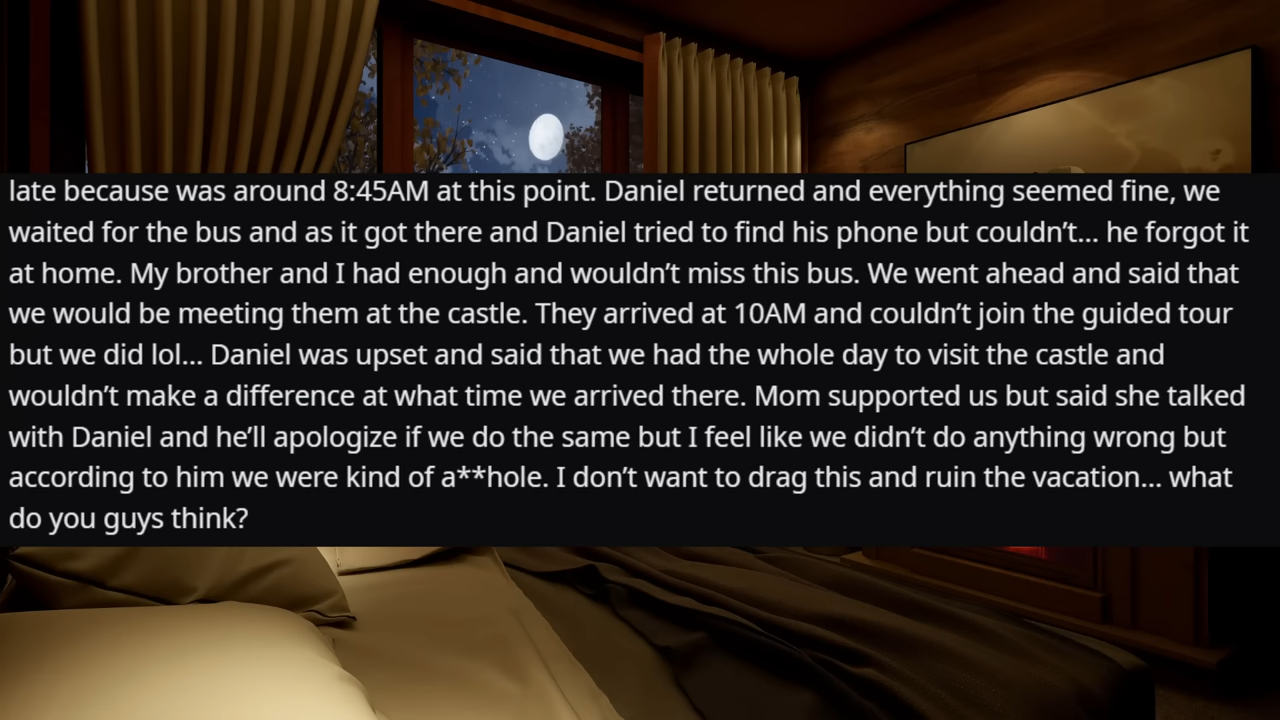 late because was around 8:45AM at this point. Daniel returned and everything seemed fine, we
waited for the bus and as it got there and Daniel tried to find his phone but couldn’t... he forgot it
at home. My brother and I had enough and wouldn’t miss this bus. We went ahead and said that
we would be meeting them at the castle. They arrived at 10AM and couldn’t join the guided tour
but we did lol... Daniel was upset and said that we had the whole day to visit the castle and
wouldn’t make a difference at what time we arrived there. Mom supported us but said she talked
with Daniel and he’ll apologize if we do the same but I feel like we didn’t do anything wrong but
according to him we were kind of a**hole. I don’t want to drag this and ruin the vacation... what
do you guys think?